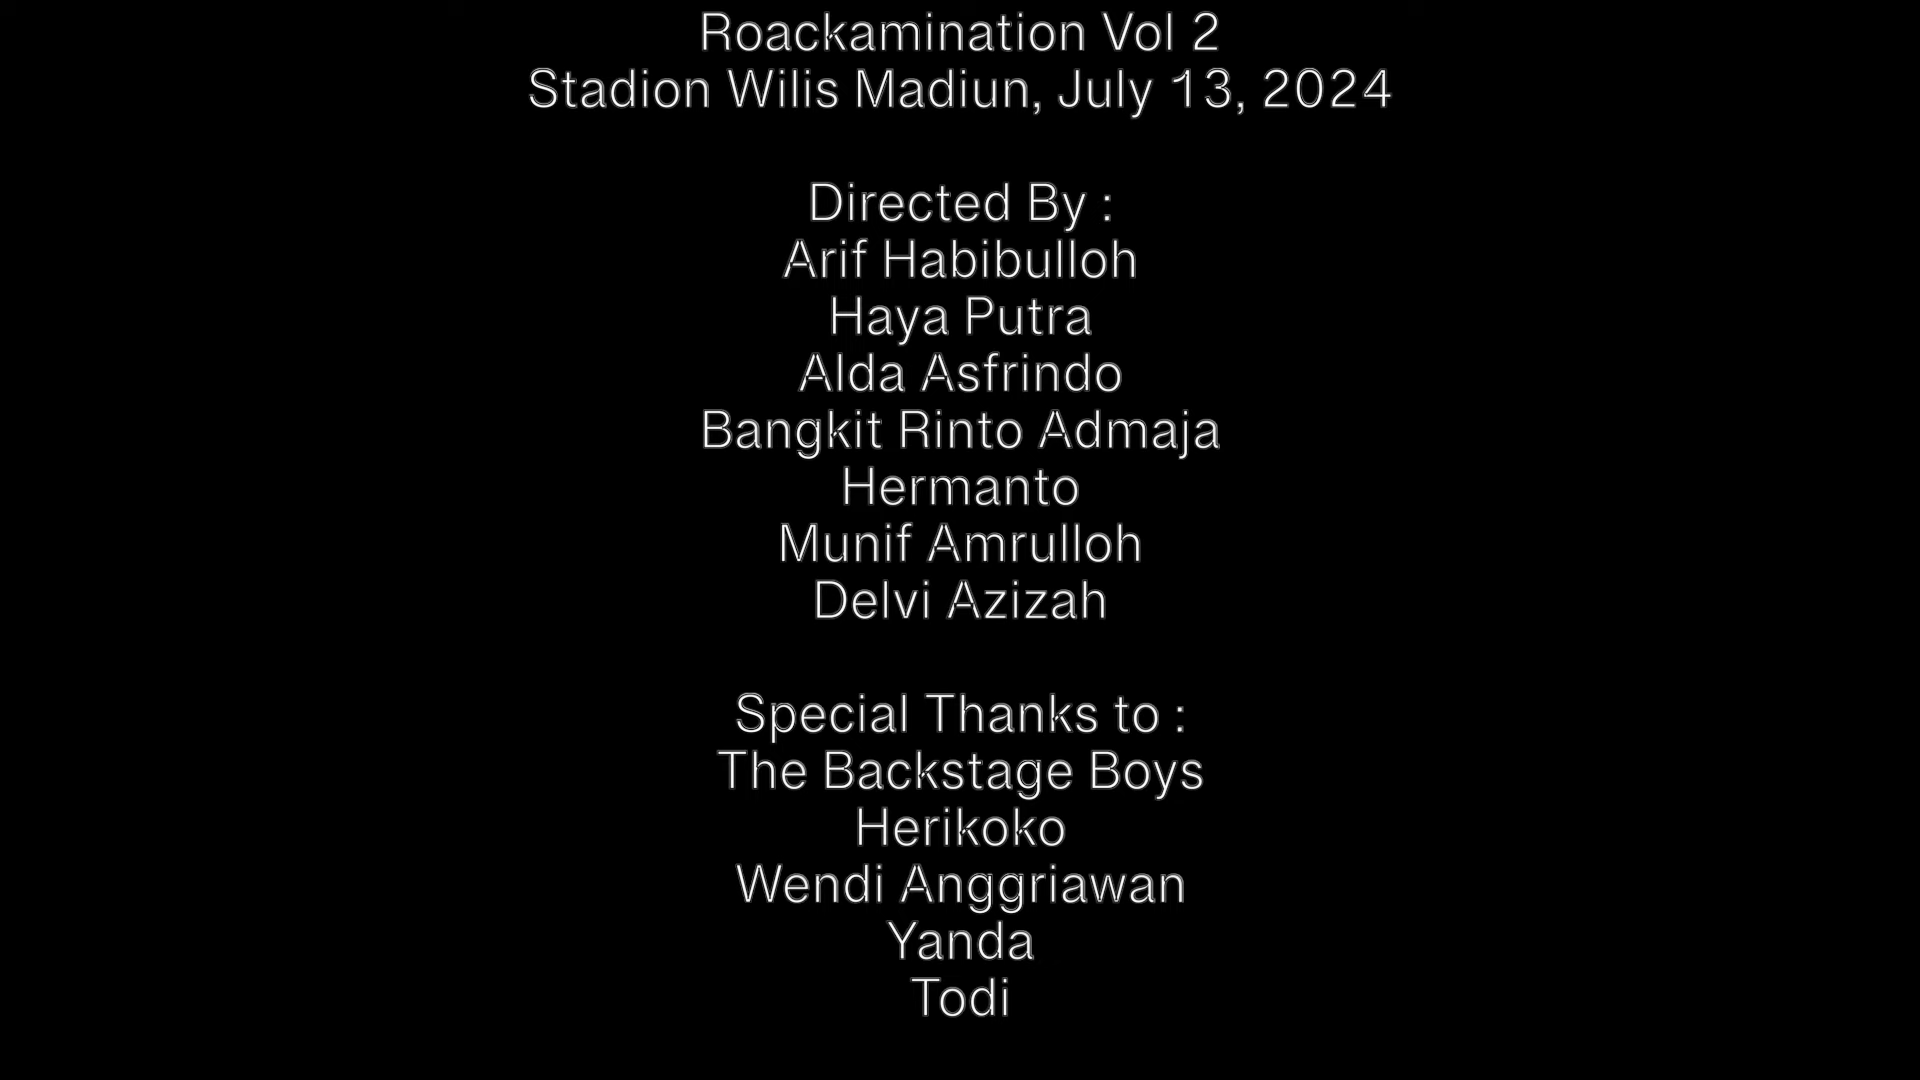 Roackamination Vol 2
Stadion Wilis Madiun, July 13, 2024
Directed By :
Arif Habibulloh
Haya Putra
Alda Asfrindo
Bangkit Rinto Admaja
Hermanto
Munif Amrulloh
Delvi Azizah
Special Thanks to :
The Backstage Boys
Herikoko
Wendi Anggriawan
Yanda
Todi